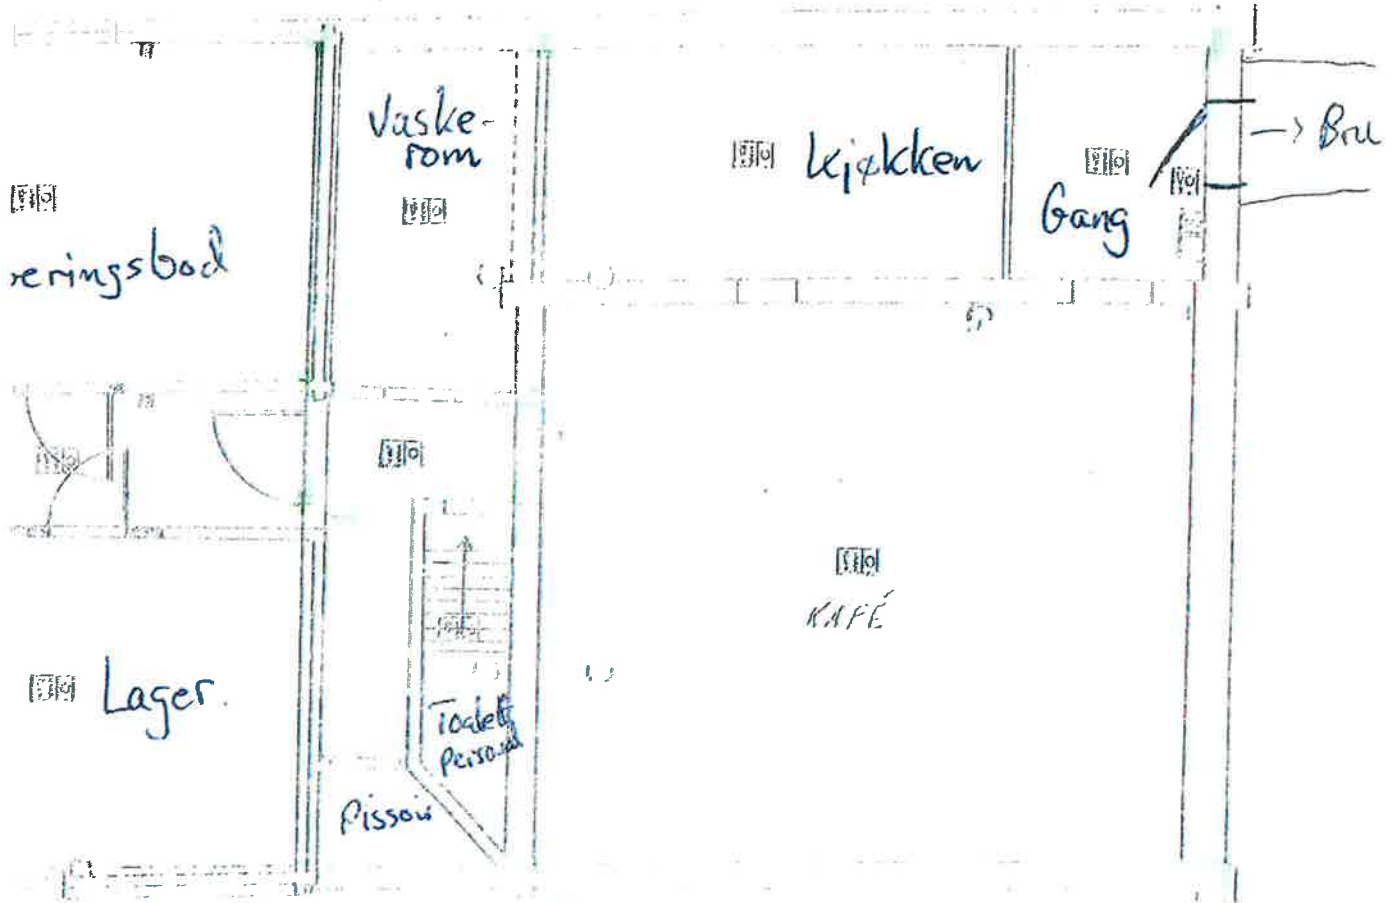 Vaske-
rom
kjøkken
→ Bru
Gang
eringsbod
KAFÉ
Lager.
Toalett
Personal
Pissoir